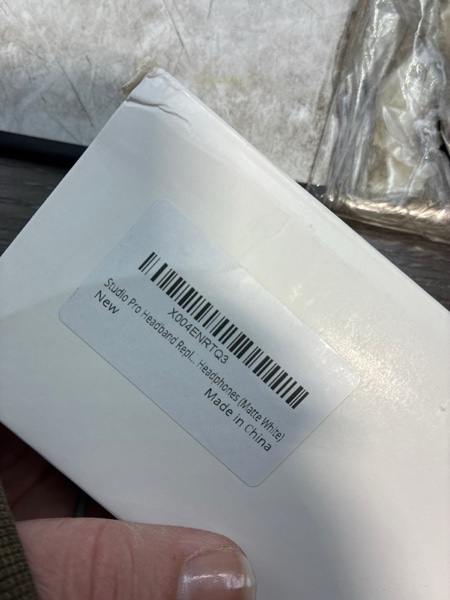 X004ENRTQ3
Studio Pro Headband Repl... Headphones (Matte White)
New
Made in China